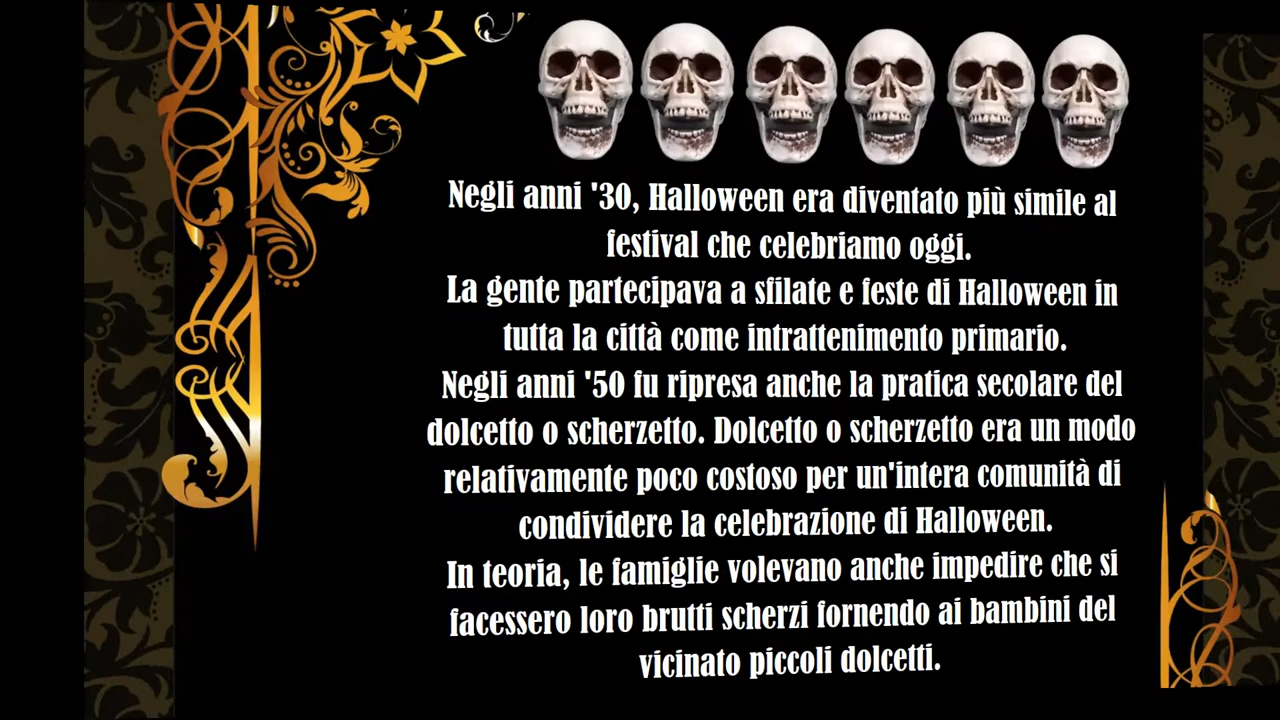 Negli anni '30, Halloween era diventato più simile al
festival che celebriamo oggi.
La gente partecipava a sfilate e feste di Halloween in
tutta la città come intrattenimento primario.
Negli anni '50 fu ripresa anche la pratica secolare del
dolcetto o scherzetto. Dolcetto o scherzetto era un modo
relativamente poco costoso per un'intera comunità di
condividere la celebrazione di Halloween.
In teoria, le famiglie volevano anche impedire che si
facessero loro brutti scherzi fornendo ai bambini del
vicinato piccoli dolcetti.